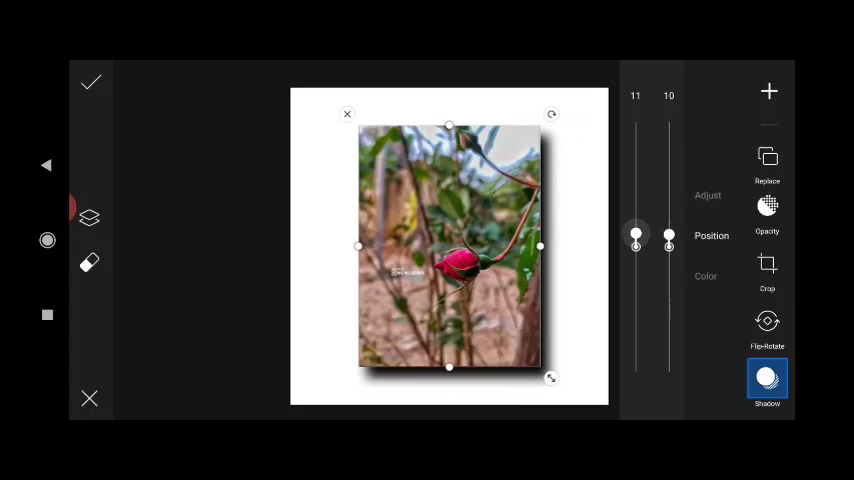 11 10
Adjust
Position
Color
Replace
Opacity
Crop
Flip-Rotate
Shadow